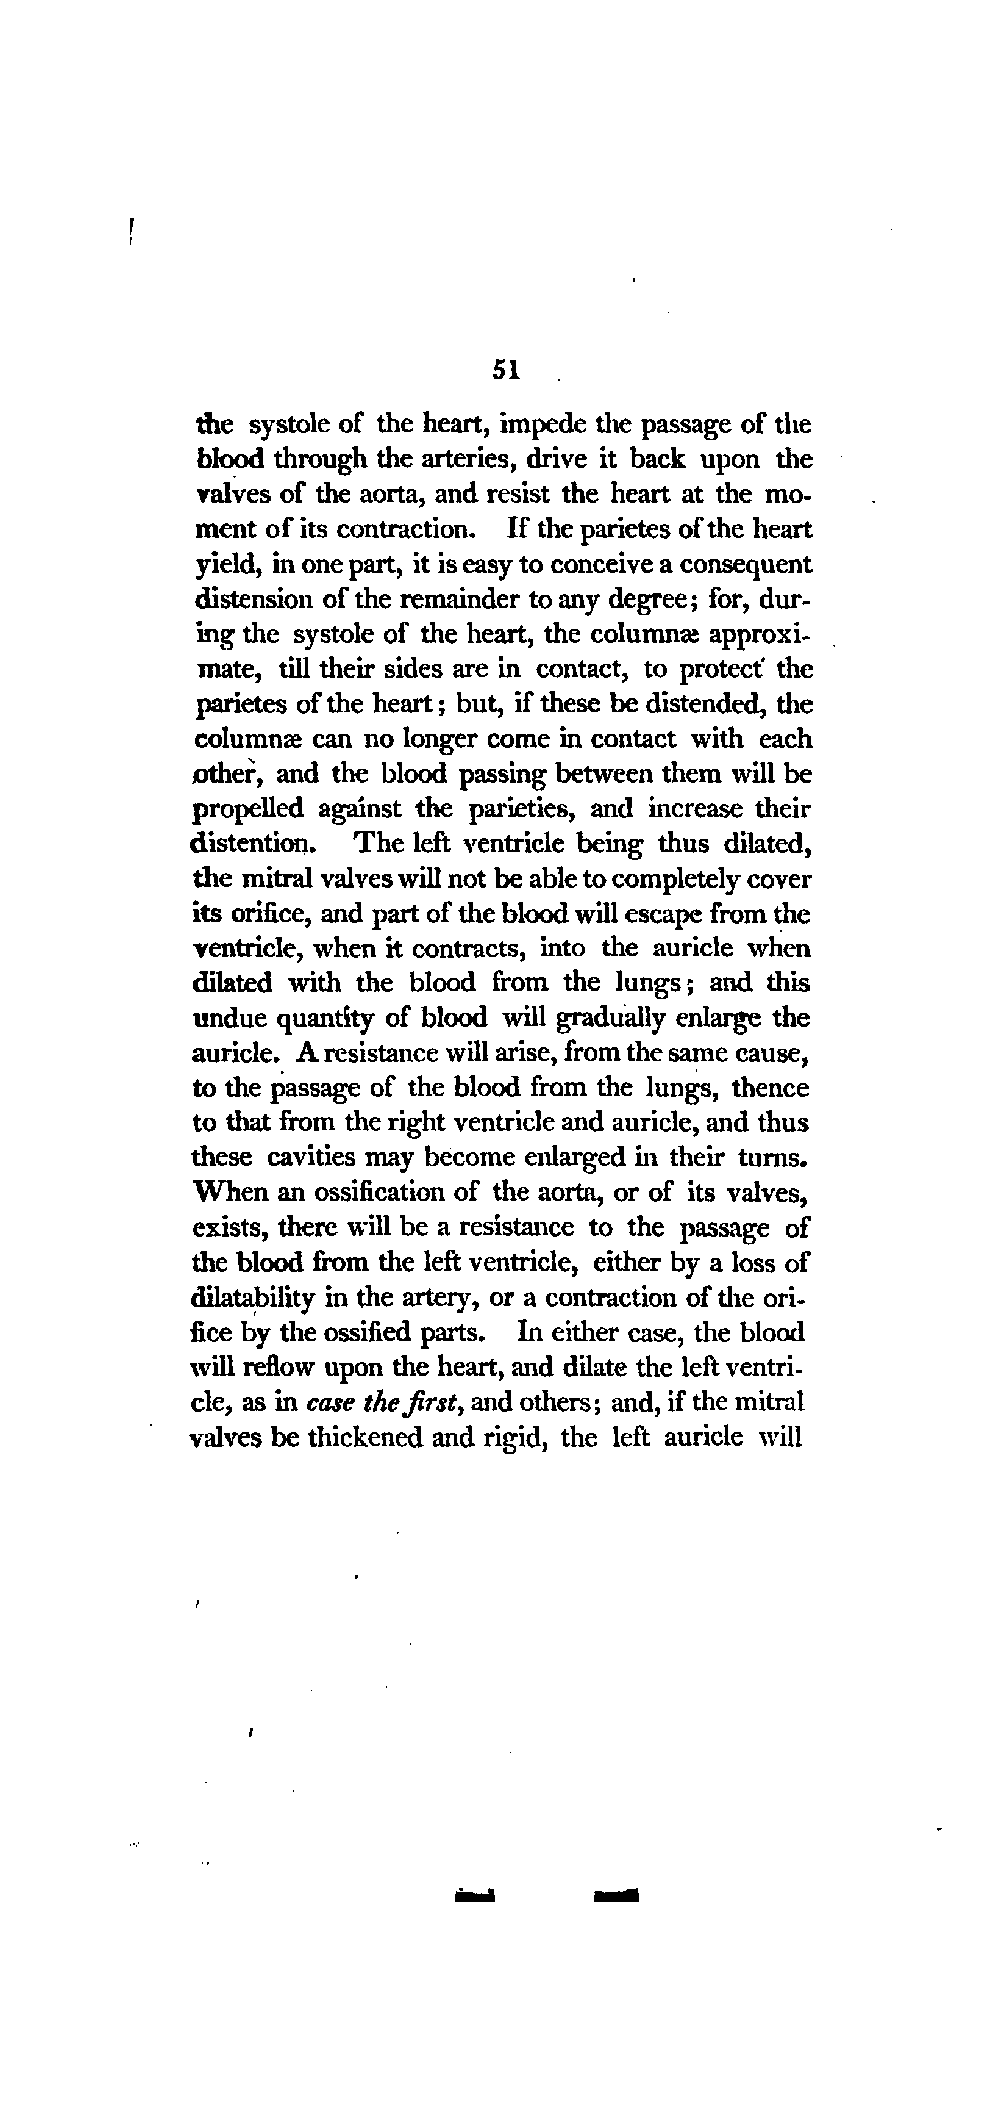 51
the systole of the heart, impede the passage of the
blood through the arteries, drive it back upon the
valves of the aorta, and resist the heart at the mo-
ment of its contraction. If the parietes of the heart
yield, in one part, it is easy to conceive a consequent
distension of the remainder to any degree; for, dur-
ing the systole of the heart, the columnæ approxi-
mate, till their sides are in contact, to protect the
parietes of the heart; but, if these be distended, the
columnæ can no longer come in contact with each
other, and the blood passing between them will be
propelled against the parieties, and increase their
distention. The left ventricle being thus dilated,
the mitral valves will not be able to completely cover
its orifice, and part of the blood will escape from the
ventricle, when it contracts, into the auricle when
dilated with the blood from the lungs; and this
undue quantity of blood will gradually enlarge the
auricle. A resistance will arise, from the same cause,
to the passage of the blood from the lungs, thence
to that from the right ventricle and auricle, and thus
these cavities may become enlarged in their turns.
When an ossification of the aorta, or of its valves,
exists, there will be a resistance to the passage of
the blood from the left ventricle, either by a loss of
dilatability in the artery, or a contraction of the ori-
fice by the ossified parts. In either case, the blood
will reflow upon the heart, and dilate the left ventri-
cle, as in case the first, and others; and, if the mitral
valves be thickened and rigid, the left auricle will